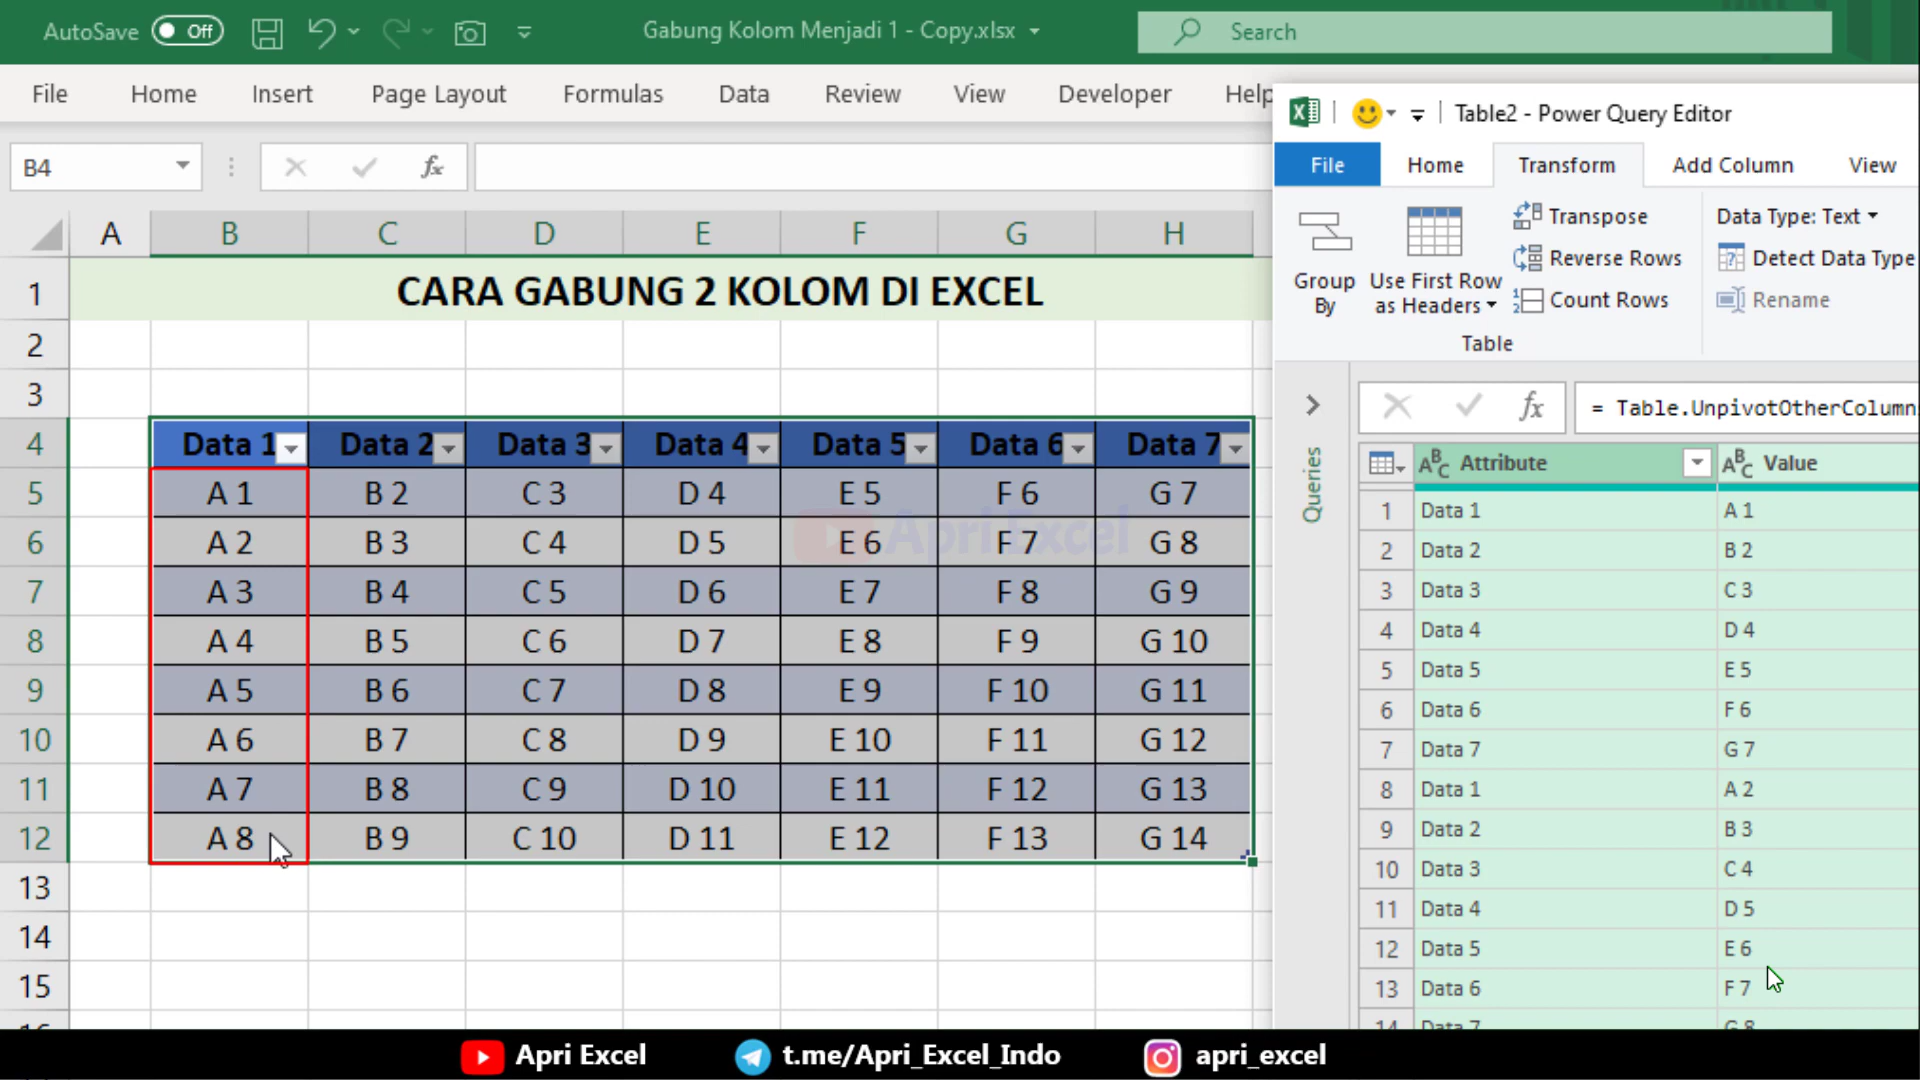 AutoSave Off Gabung Kolom Menjadi 1 - Copy.xlsx Search
File Home Insert Page Layout Formulas Data Review View Developer Help
B4 fx
A B C D E F G H
1 CARA GABUNG 2 KOLOM DI EXCEL
2
3
4 Data 1 Data 2 Data 3 Data 4 Data 5 Data 6 Data 7
5 A 1 B 2 C 3 D 4 E 5 F 6 G 7
6 A 2 B 3 C 4 D 5 E 6 F 7 G 8
7 A 3 B 4 C 5 D 6 E 7 F 8 G 9
8 A 4 B 5 C 6 D 7 E 8 F 9 G 10
9 A 5 B 6 C 7 D 8 E 9 F 10 G 11
10 A 6 B 7 C 8 D 9 E 10 F 11 G 12
11 A 7 B 8 C 9 D 10 E 11 F 12 G 13
12 A 8 B 9 C 10 D 11 E 12 F 13 G 14
13
14
15
16
Apri Excel
Table2 - Power Query Editor
File Home Transform Add Column View
Group By
Use First Row as Headers
Transpose
Reverse Rows
Count Rows
Table
Data Type: Text
Detect Data Type
Rename
fx = Table.UnpivotOtherColumn
Queries
ABC Attribute ABC Value
1 Data 1 A 1
2 Data 2 B 2
3 Data 3 C 3
4 Data 4 D 4
5 Data 5 E 5
6 Data 6 F 6
7 Data 7 G 7
8 Data 1 A 2
9 Data 2 B 3
10 Data 3 C 4
11 Data 4 D 5
12 Data 5 E 6
13 Data 6 F 7
14 Data 7 G 8
Apri Excel t.me/Apri_Excel_Indo apri_excel